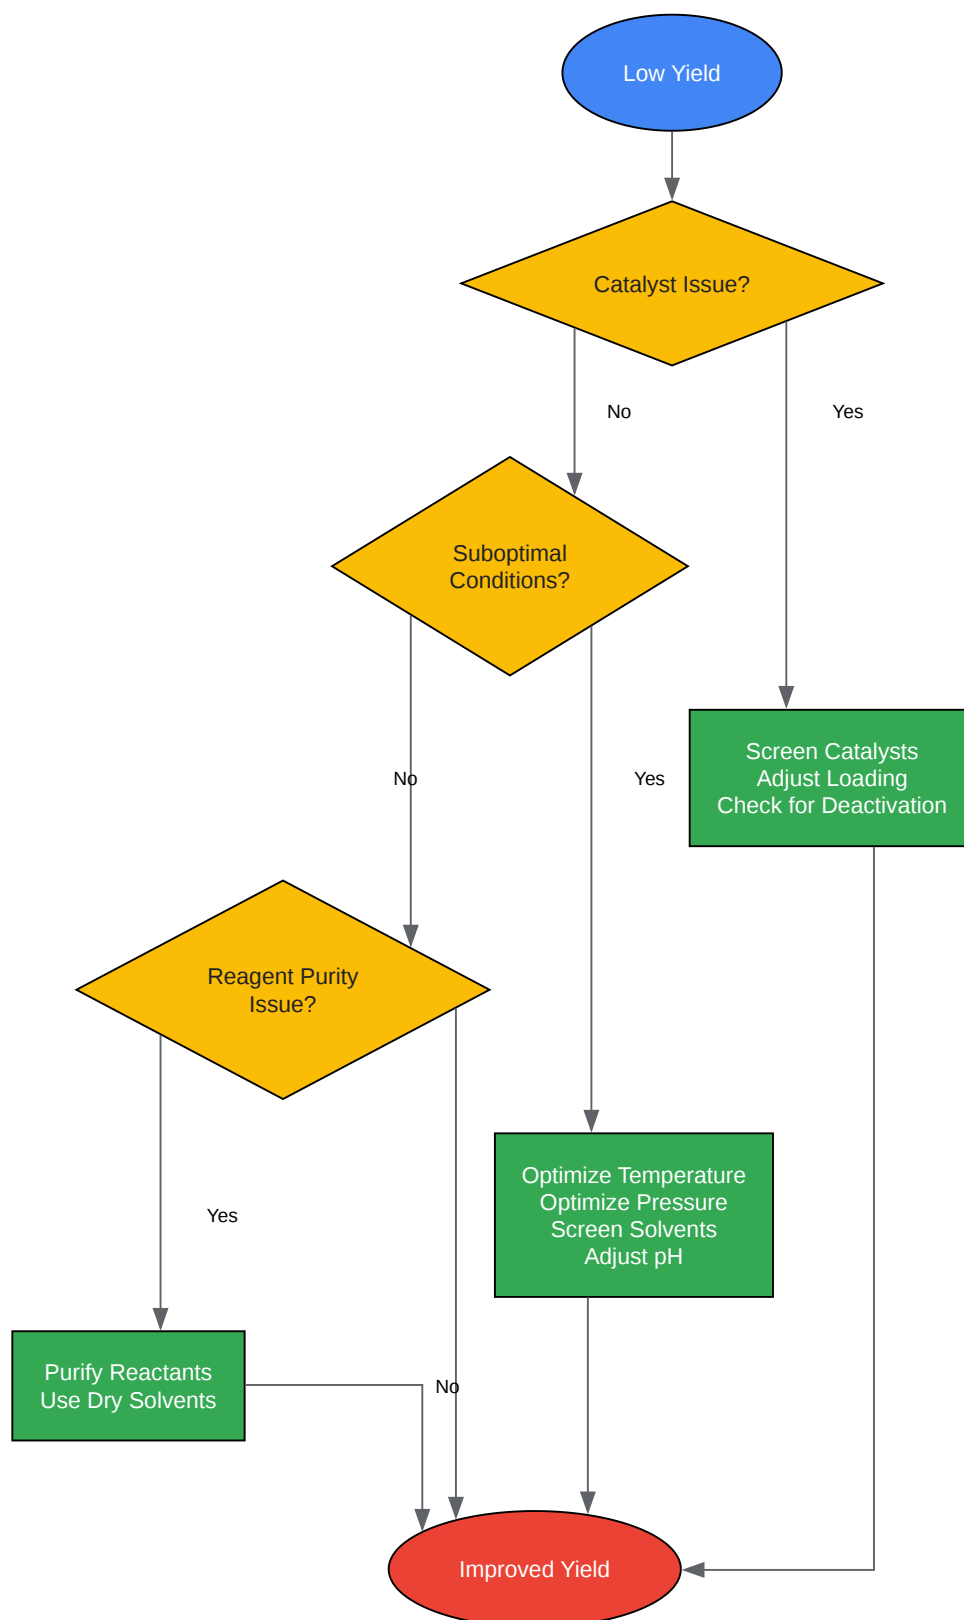 Low Yield
Catalyst Issue?
No
Yes
Suboptimal
Conditions?
No
Yes
Screen Catalysts
Adjust Loading
Check for Deactivation
Reagent Purity
Issue?
Yes
Optimize Temperature
Optimize Pressure
Screen Solvents
Adjust pH
Purify Reactants
Use Dry Solvents
No
Improved Yield